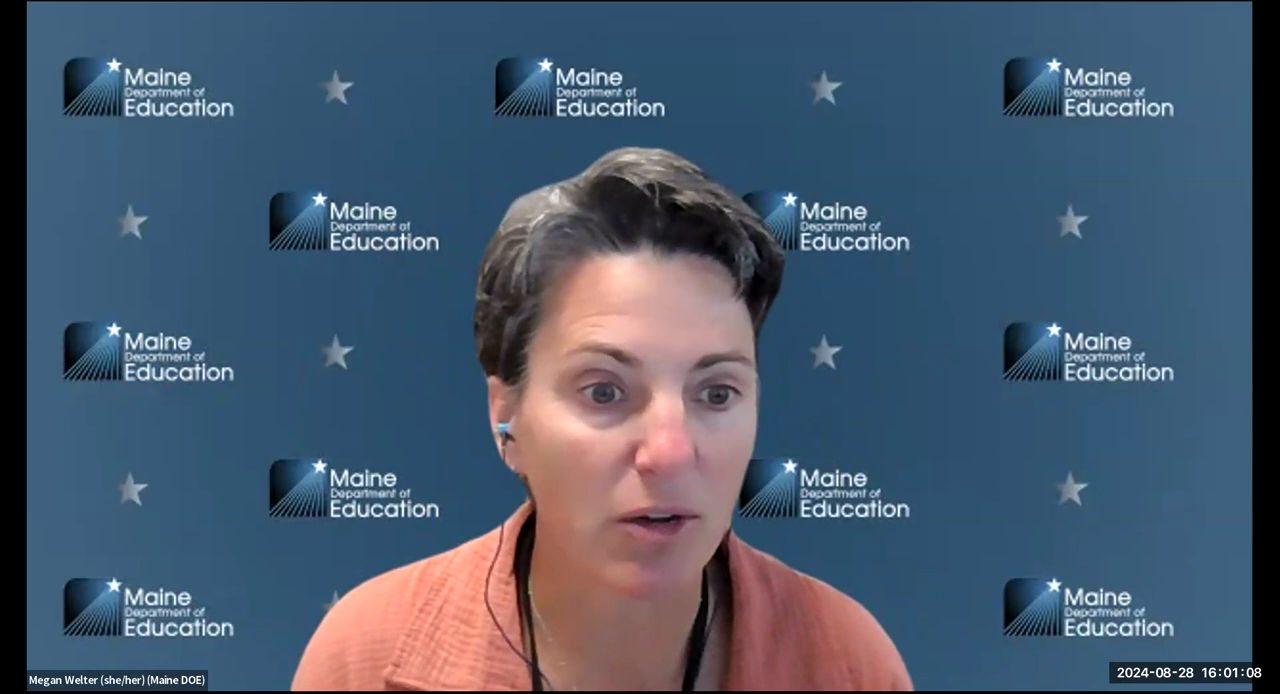 Maine
Department of
Education
Maine
Department of
Education
Maine
Department of
Education
Maine
Department of
Education
Maine
Department of
Education
Maine
Department of
Education
Maine
Department of
Education
Maine
Department of
Education
Maine
Department of
Education
Maine
Department of
Education
Maine
Department of
Education
Megan Welter (she/her) (Maine DOE)
2024-08-28 16:01:08